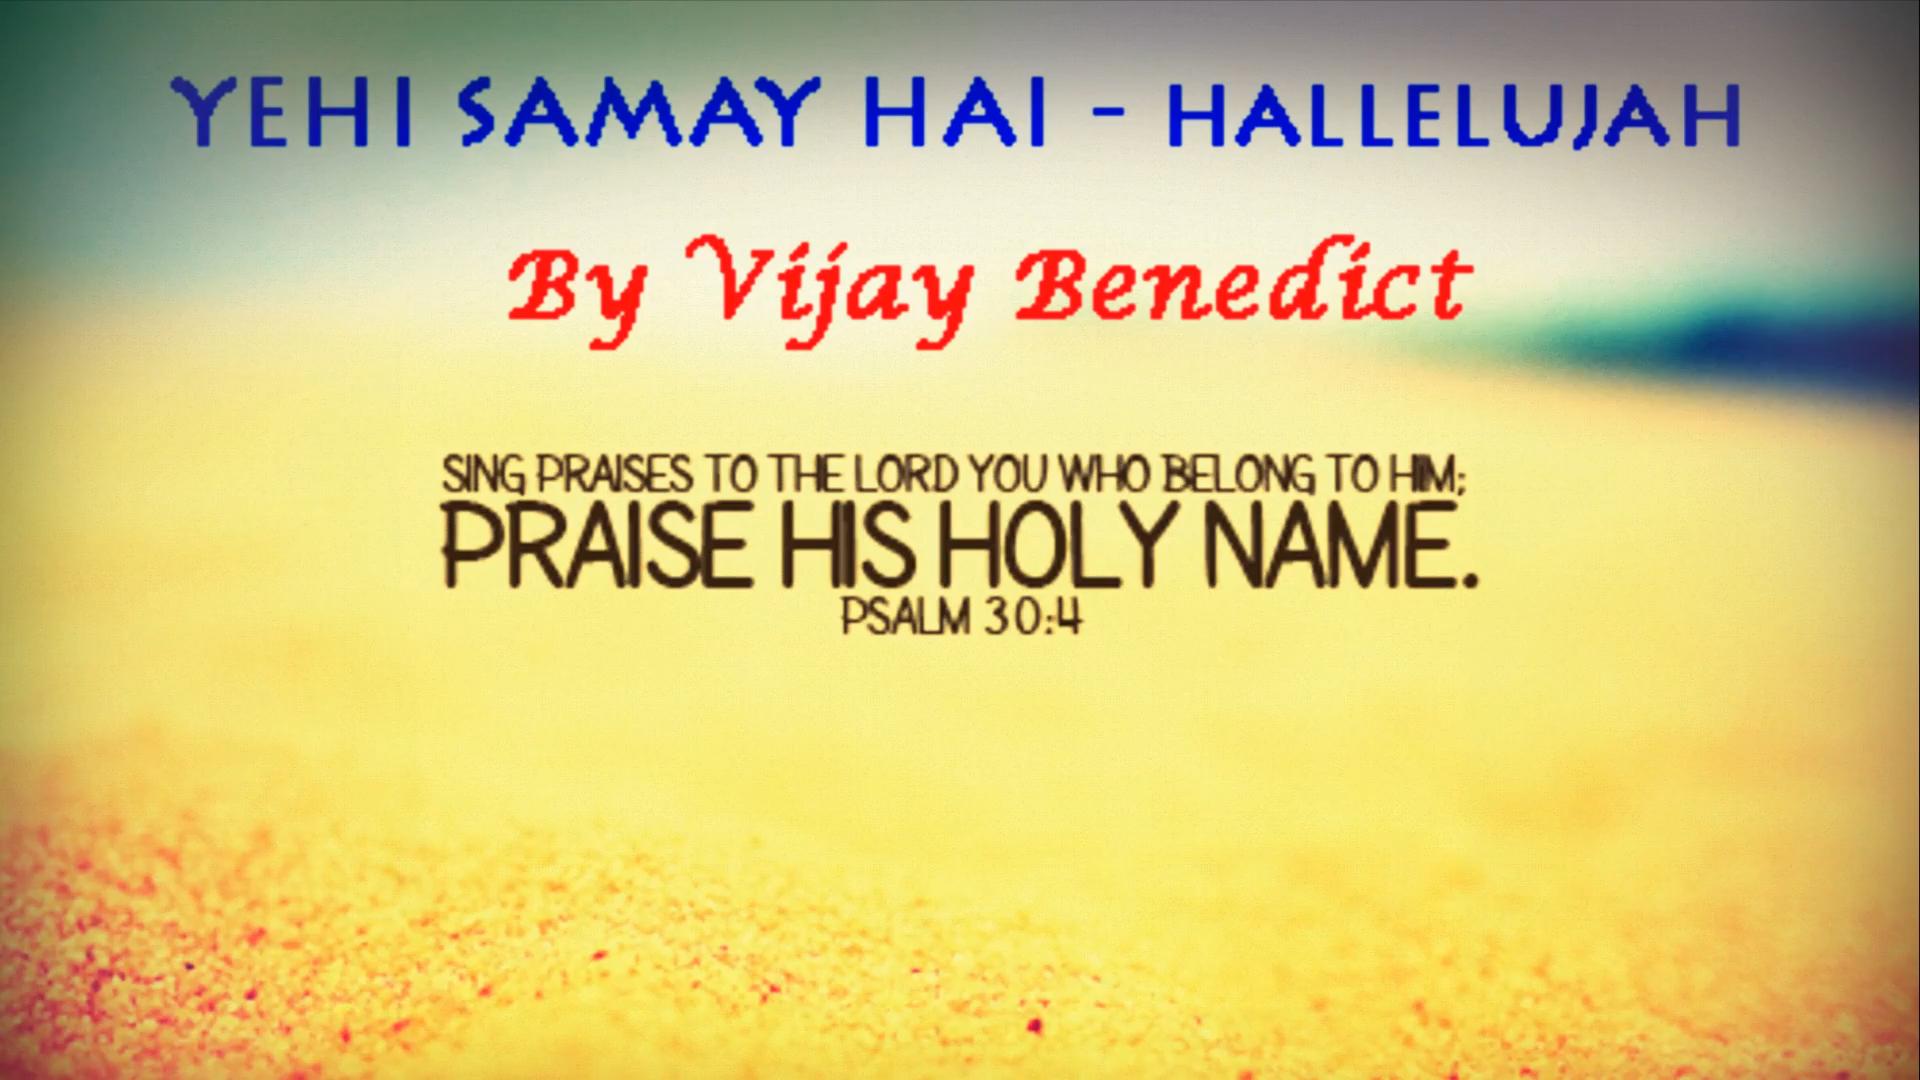 YEHI SAMAY HAI - HALLELUJAH
By Vijay Benedict
SING PRAISES TO THE LORD YOU WHO BELONG TO HIM;
PRAISE HIS HOLY NAME.
PSALM 30:4